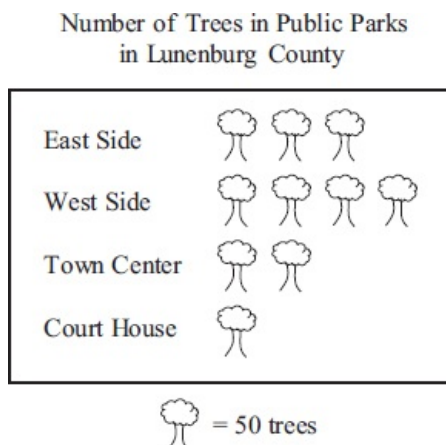 Number of Trees in Public Parks
in Lunenburg County
East Side
West Side
Town Center
Court House
= 50 trees